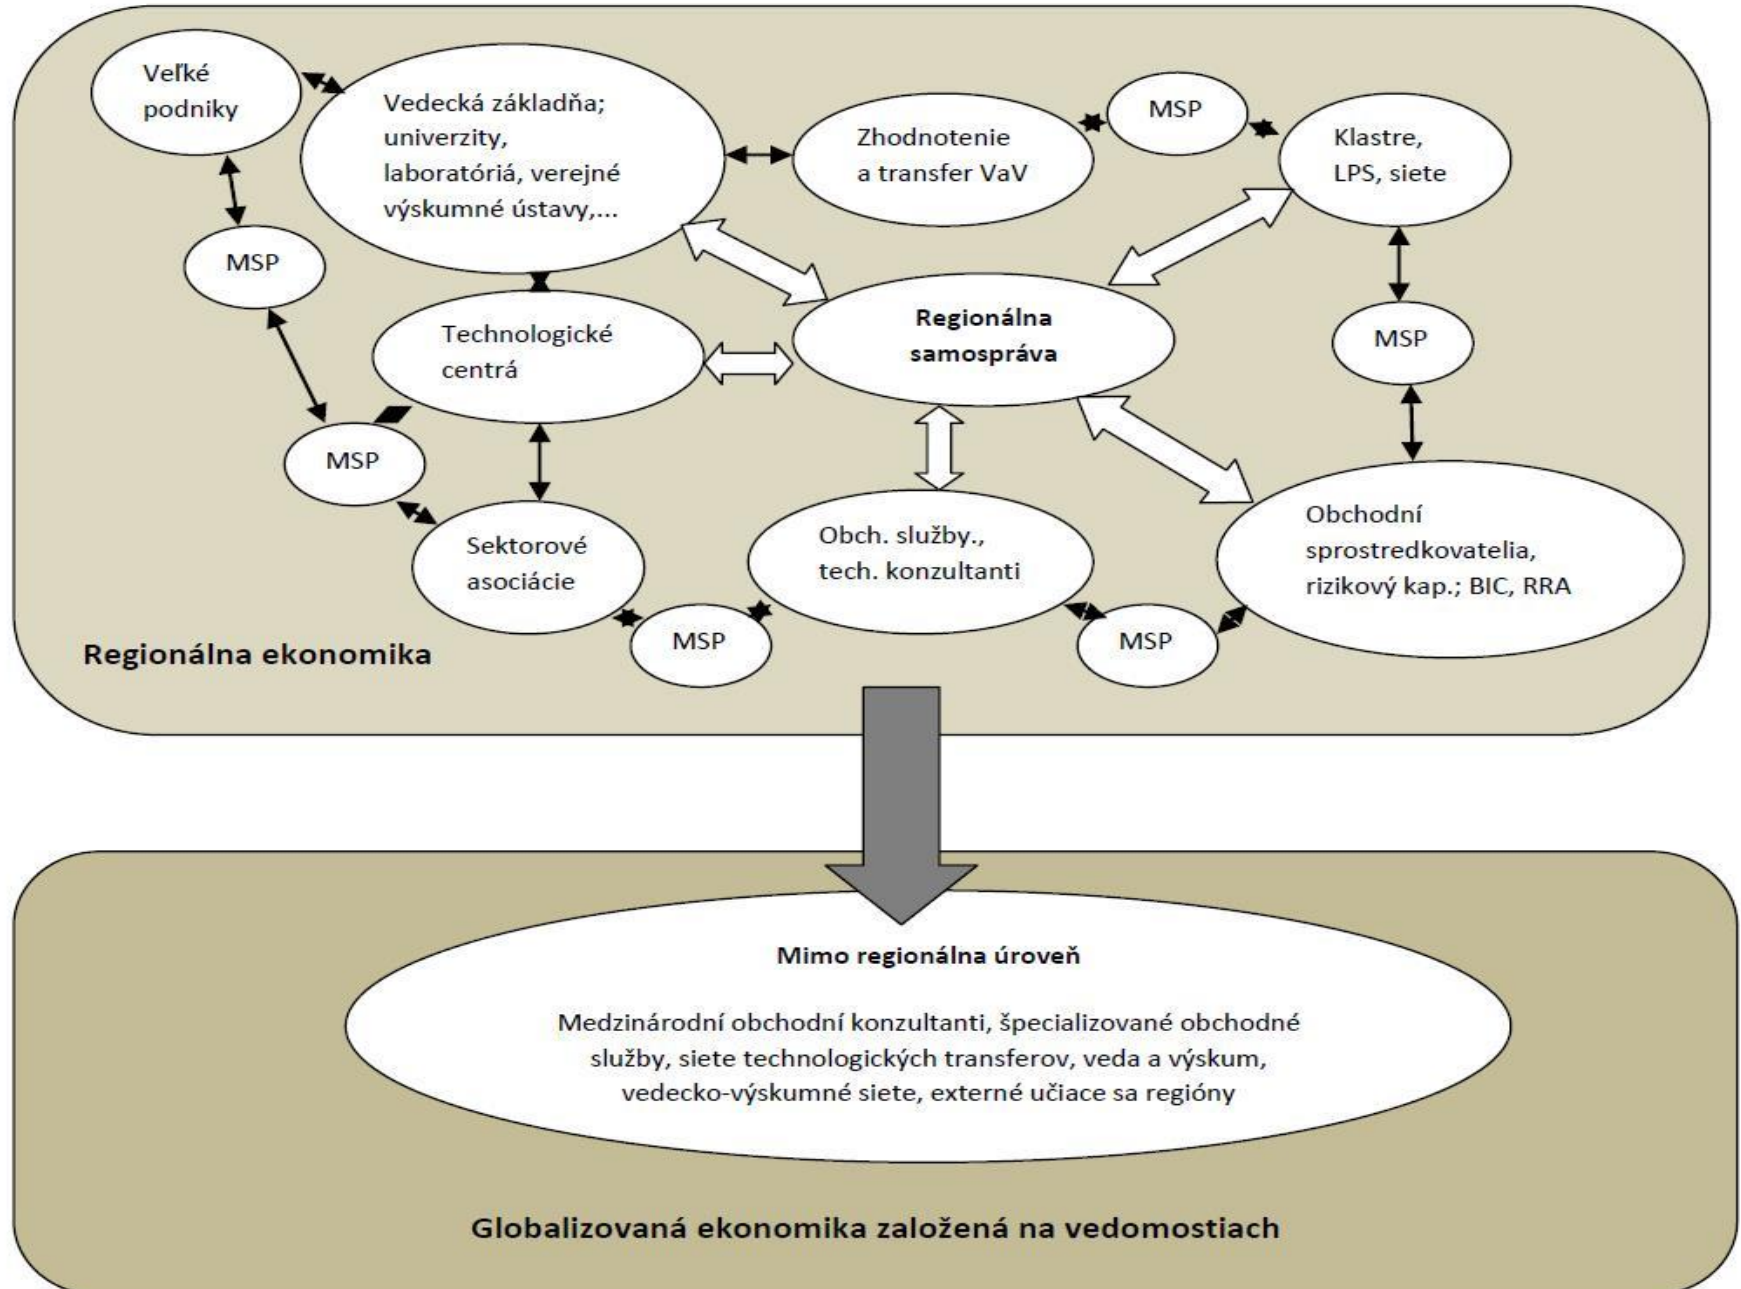 Veľké
podniky
Vedecká základňa;
univerzity,
laboratóriá, verejné
výskumné ústavy,...
Zhodnotenie
a transfer VaV
MSP
Klastre,
LPS, siete
MSP
Technologické
centrá
Regionálna
samospráva
MSP
MSP
Sektorové
asociácie
Obch. služby.,
tech. konzultanti
Obchodní
sprostredkovatelia,
rizikový kap.; BIC, RRA
MSP
MSP
Regionálna ekonomika
Mimo regionálna úroveň
Medzinárodní obchodní konzultanti, špecializované obchodné
služby, siete technologických transferov, veda a výskum,
vedecko-výskumné siete, externé učiace sa regióny
Globalizovaná ekonomika založená na vedomostiach